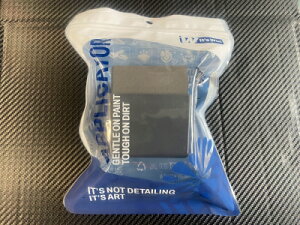 APPLICATOR
GENTLE ON PAINT
TOUGH ON DIRT
IT'S NOT DETAILING
IT'S ART